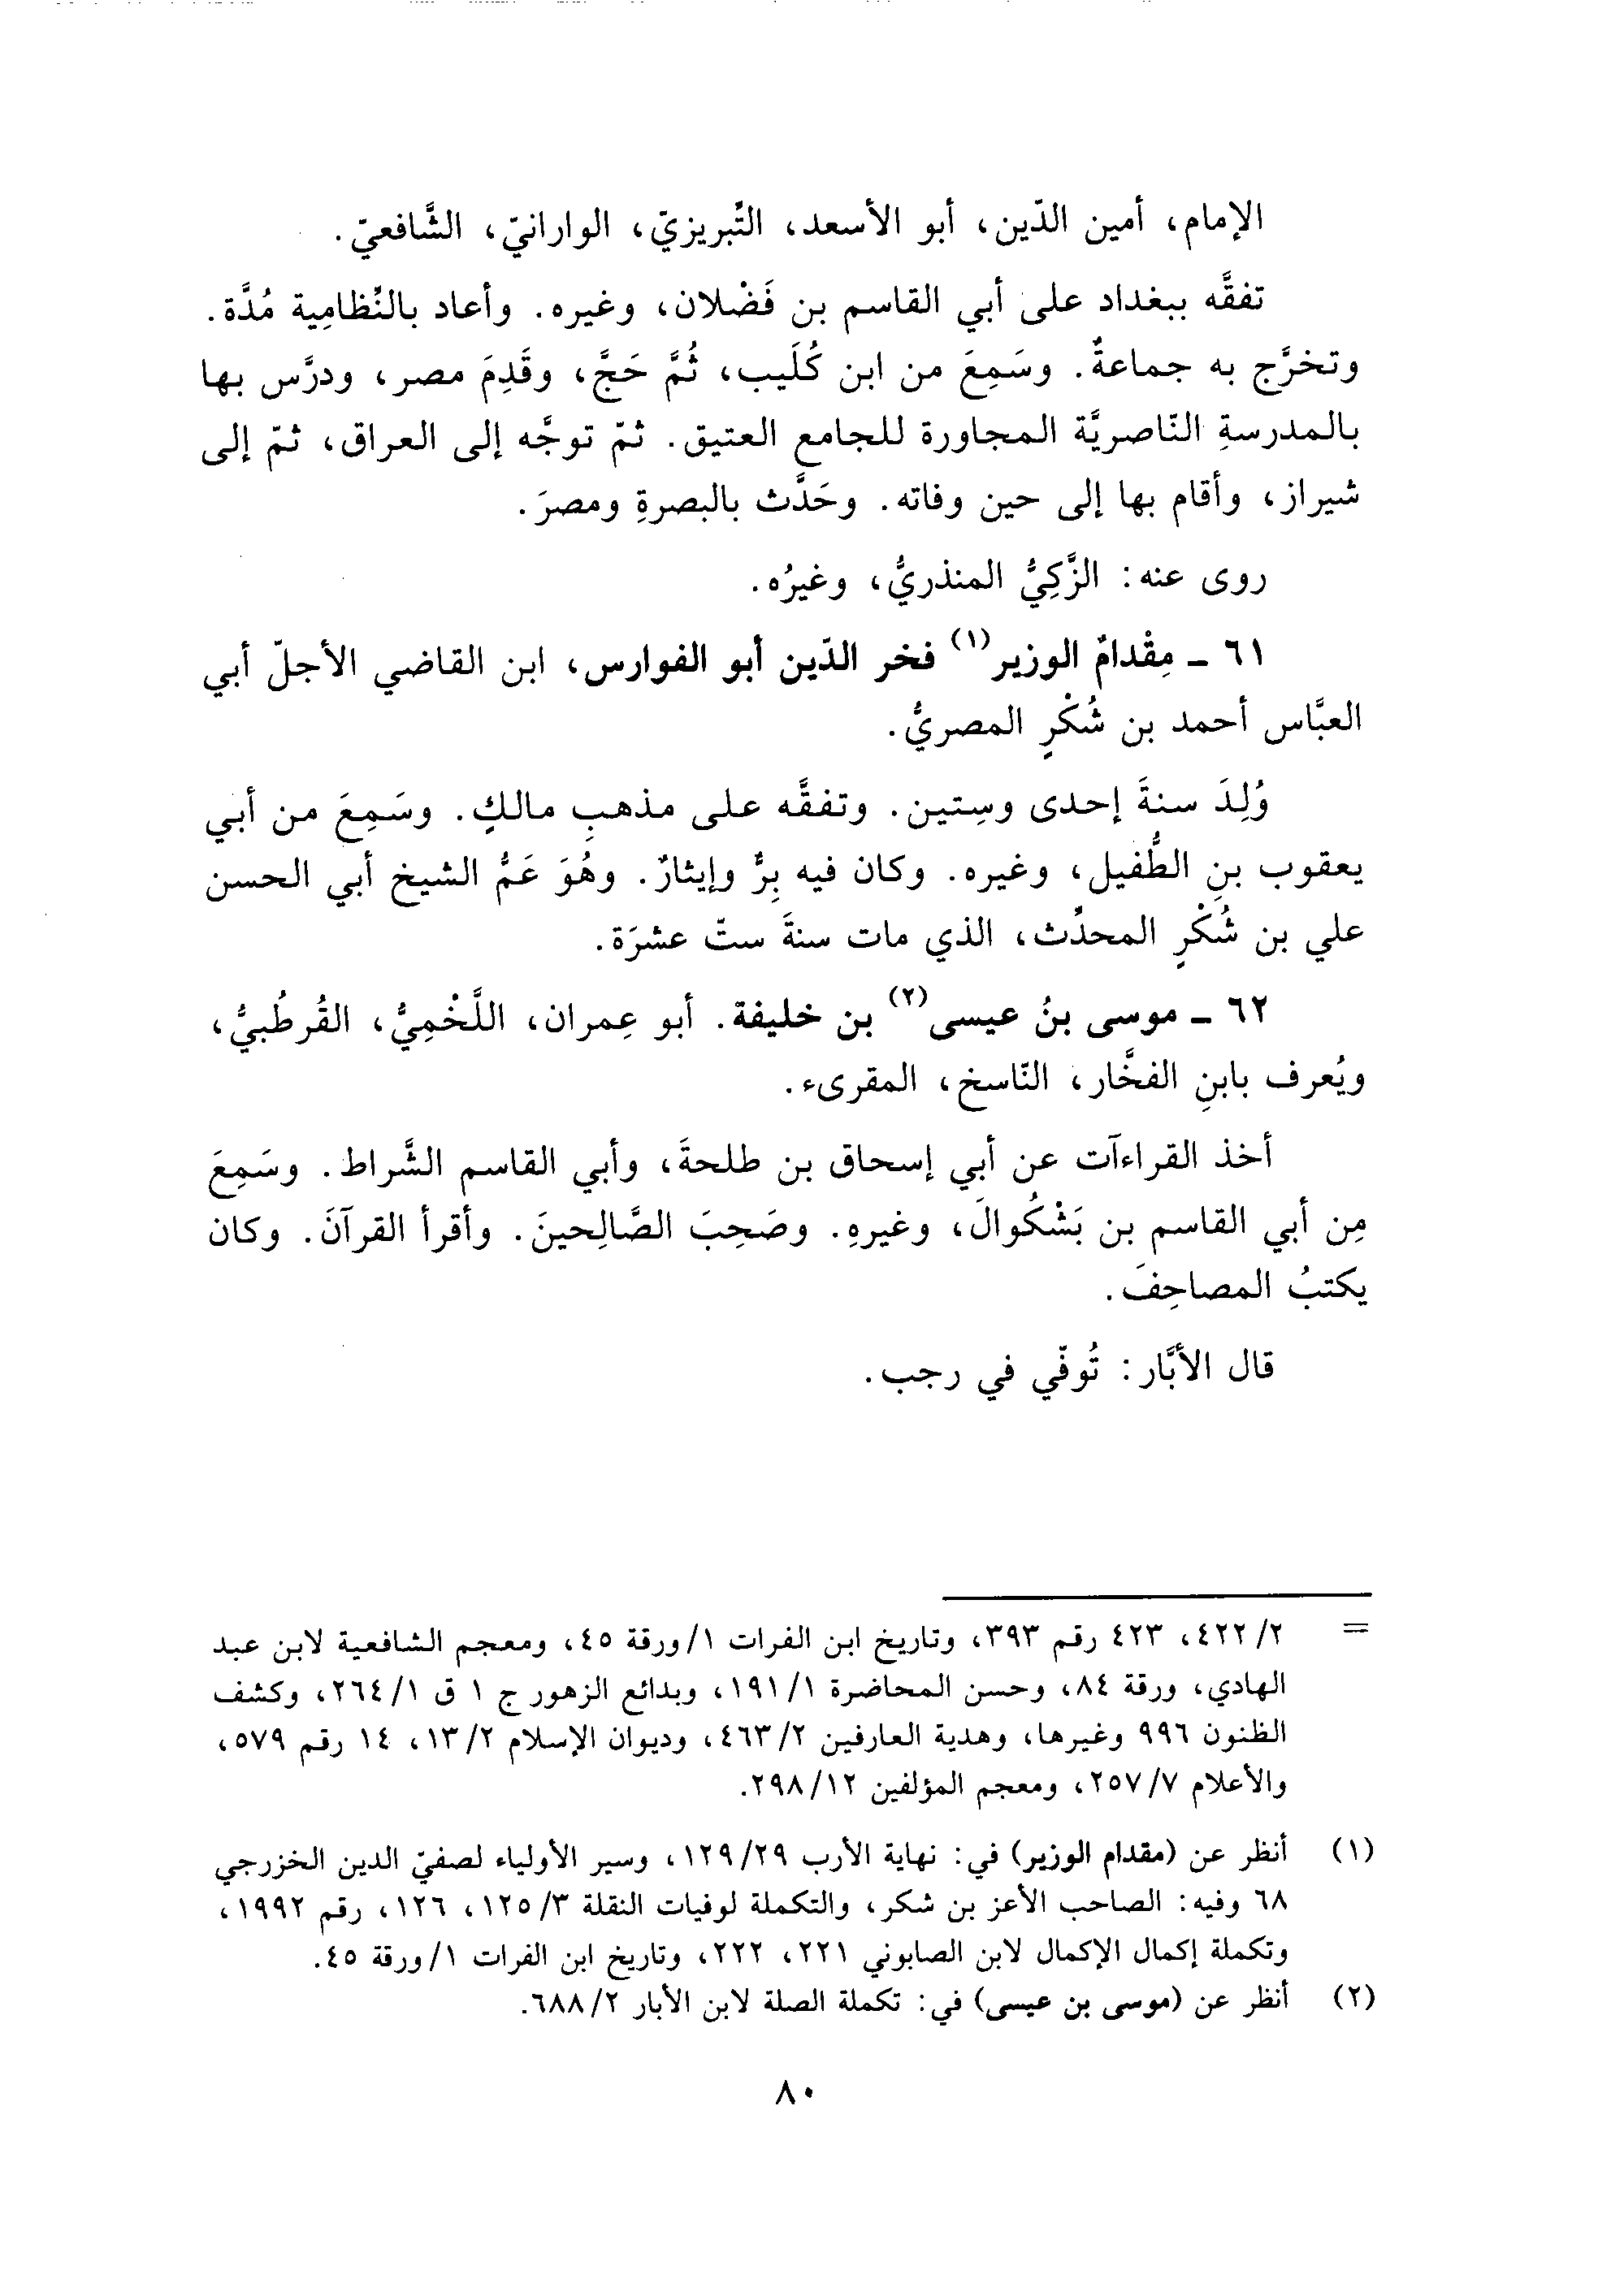 الإمام، أمين الدّين، أبو الأسعد، التِّبريزيّ، الوارانيّ، الشَّافعيّ.
تفقَّه ببغداد على أبي القاسم بن فَضْلان، وغيره. وأعاد بالنِّظامِية مُدَّة.
وتخرَّج به جماعةٌ. وسَمِعَ من ابن كُلَيب، ثُمَّ حَجَّ، وقَدِمَ مصر، ودرَّس بها
بالمدرسةِ النّاصريَّة المجاورة للجامع العتيق. ثمّ توجَّه إلى العراق، ثمّ إلى
شيراز، وأقام بها إلى حين وفاته. وحَدَّث بالبصرةِ ومصرَ.
روى عنه: الزَّكِيُّ المنذريُّ، وغيرُه.
٦١ ـ مِقْدامٌ الوزير(١) فخر الدّين أبو الفوارس، ابن القاضي الأجلّ أبي
العبَّاس أحمد بن شُكْرٍ المصريُّ.
وُلِدَ سنةَ إحدى وسِتين. وتفقَّه على مذهبِ مالكٍ. وسَمِعَ من أبي
يعقوب بنِ الطُّفيل، وغيره. وكان فيه بِرٌّ وإيثارٌ. وهُوَ عَمُّ الشيخ أبي الحسن
علي بن شُكْرٍ المحدِّث، الذي مات سنةَ ستّ عشرَة.
٦٢ ـ موسى بنُ عيسى(٢) بن خليفة. أبو عِمران، اللَّخْمِيُّ، القُرطُبيُّ،
ويُعرف بابنِ الفخَّار، النّاسخ، المقرىء.
أخذ القراءآت عن أبي إسحاق بن طلحةَ، وأبي القاسم الشَّراط. وسَمِعَ
مِن أبي القاسم بن بَشْكُوالَ، وغيرهِ. وصَحِبَ الصَّالِحينَ. وأقرأ القرآنَ. وكان
يكتبُ المصاحِفَ.
قال الأبَّار: تُوفّي في رجب.
= ٢/ ٤٢٢، ٤٢٣ رقم ٣٩٣، وتاريخ ابن الفرات ١/ورقة ٤٥، ومعجم الشافعية لابن عبد
الهادي، ورقة ٨٤، وحسن المحاضرة ١/ ١٩١، وبدائع الزهور ج ١ ق ١/ ٢٦٤، وكشف
الظنون ٩٩٦ وغيرها، وهدية العارفين ٢/ ٤٦٣، وديوان الإسلام ٢/ ١٣، ١٤ رقم ٥٧٩،
والأعلام ٧/ ٢٥٧، ومعجم المؤلفين ١٢/ ٢٩٨.
(١) أنظر عن (مقدام الوزير) في: نهاية الأرب ٢٩/ ١٢٩، وسير الأولياء لصفيّ الدين الخزرجي
٦٨ وفيه: الصاحب الأعز بن شكر، والتكملة لوفيات النقلة ٣/ ١٢٥، ١٢٦، رقم ١٩٩٢،
وتكملة إكمال الإكمال لابن الصابوني ٢٢١، ٢٢٢، وتاريخ ابن الفرات ١/ورقة ٤٥.
(٢) أنظر عن (موسى بن عيسى) في: تكملة الصلة لابن الأبار ٢/ ٦٨٨.
٨٠